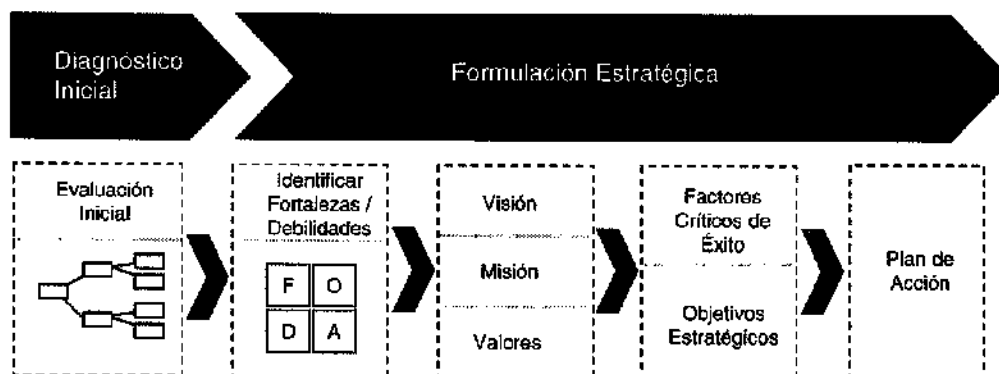 Diagnóstico
Inicial
Formulación Estratégica
Evaluación
Inicial
Identificar
Fortalezas /
Debilidades
F O
D A
Visión
Misión
Valores
Factores
Críticos de
Éxito
Objetivos
Estratégicos
Plan de
Acción